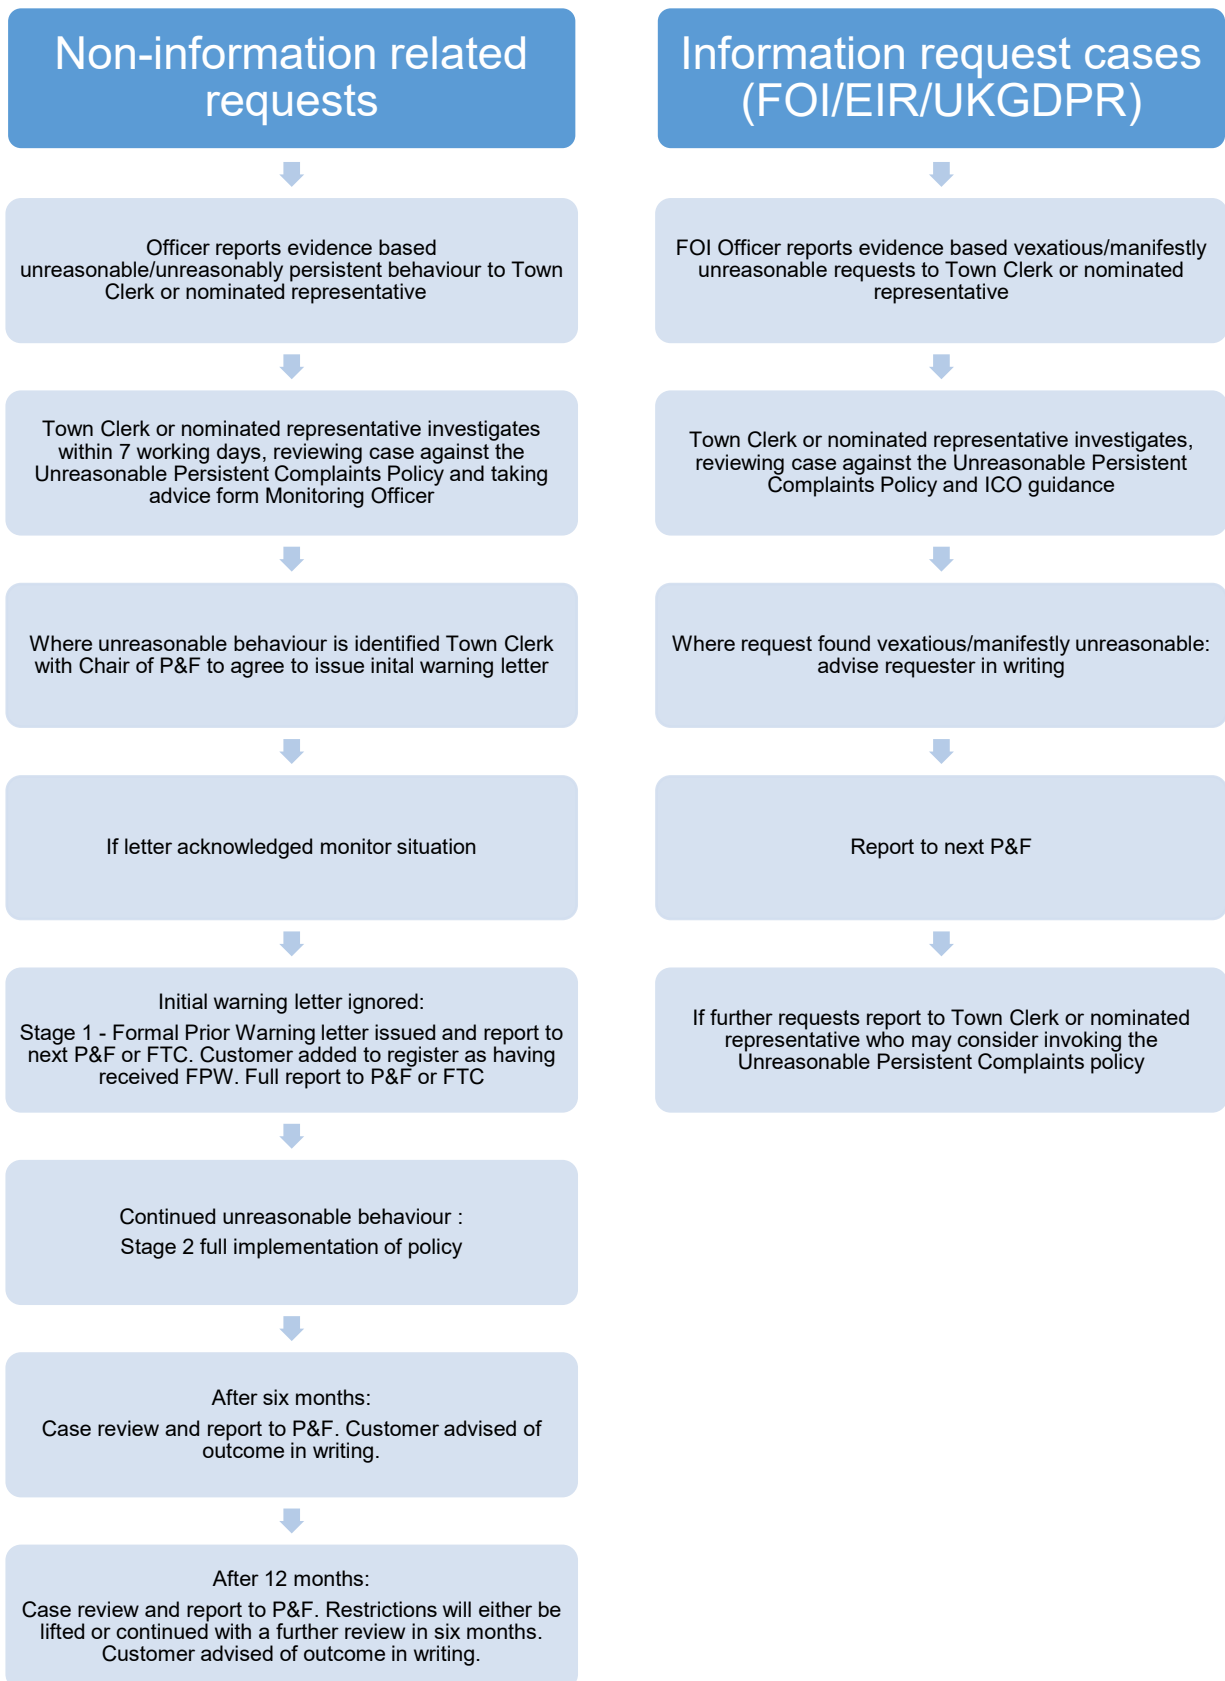 Non-information related
requests
Officer reports evidence based
unreasonable/unreasonably persistent behaviour to Town
Clerk or nominated representative
Town Clerk or nominated representative investigates
within 7 working days, reviewing case against the
Unreasonable Persistent Complaints Policy and taking
advice form Monitoring Officer
Where unreasonable behaviour is identified Town Clerk
with Chair of P&F to agree to issue inital warning letter
If letter acknowledged monitor situation
Initial warning letter ignored:
Stage 1 - Formal Prior Warning letter issued and report to
next P&F or FTC. Customer added to register as having
received FPW. Full report to P&F or FTC
Continued unreasonable behaviour :
Stage 2 full implementation of policy
After six months:
Case review and report to P&F. Customer advised of
outcome in writing.
After 12 months:
Case review and report to P&F. Restrictions will either be
lifted or continued with a further review in six months.
Customer advised of outcome in writing.
Information request cases
(FOI/EIR/UKGDPR)
FOI Officer reports evidence based vexatious/manifestly
unreasonable requests to Town Clerk or nominated
representative
Town Clerk or nominated representative investigates,
reviewing case against the Unreasonable Persistent
Complaints Policy and ICO guidance
Where request found vexatious/manifestly unreasonable:
advise requester in writing
Report to next P&F
If further requests report to Town Clerk or nominated
representative who may consider invoking the
Unreasonable Persistent Complaints policy